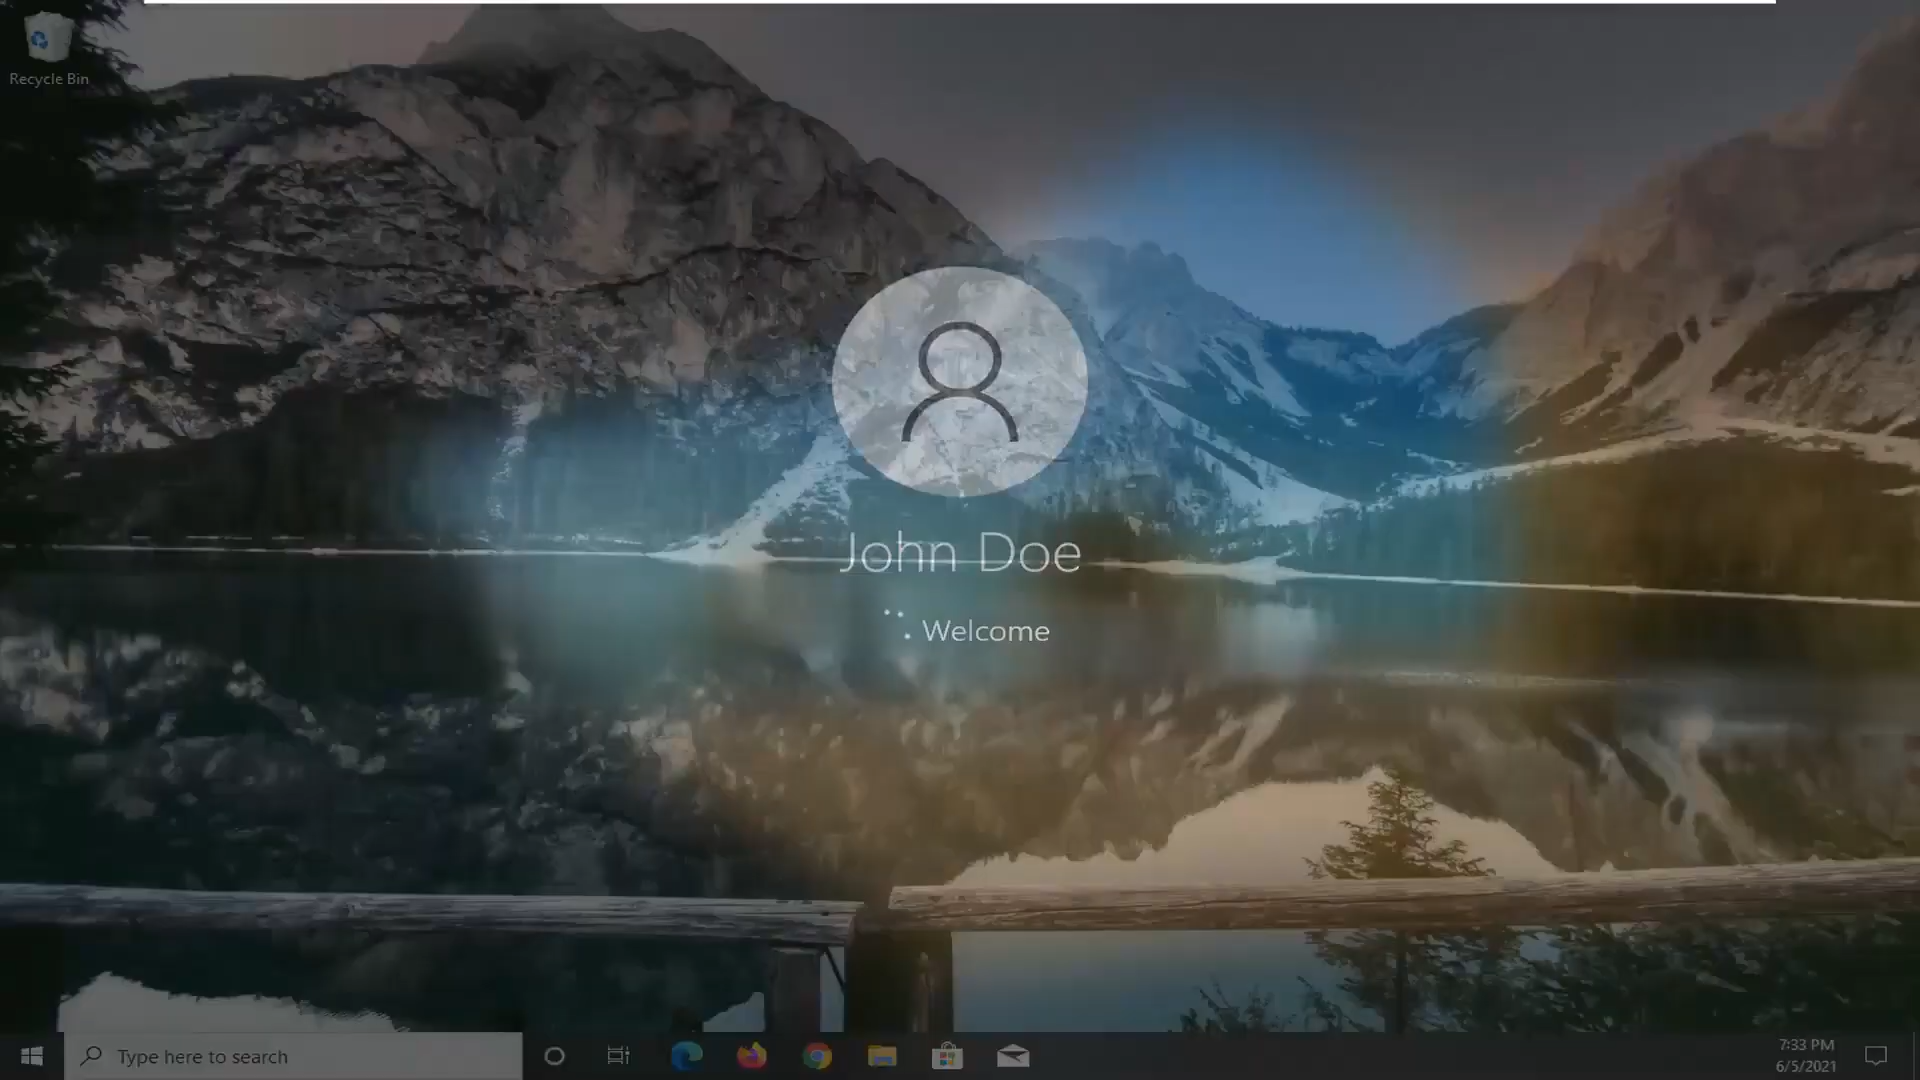 Recycle Bin
John Doe
Welcome
Type here to search
7:33 PM
6/5/2021